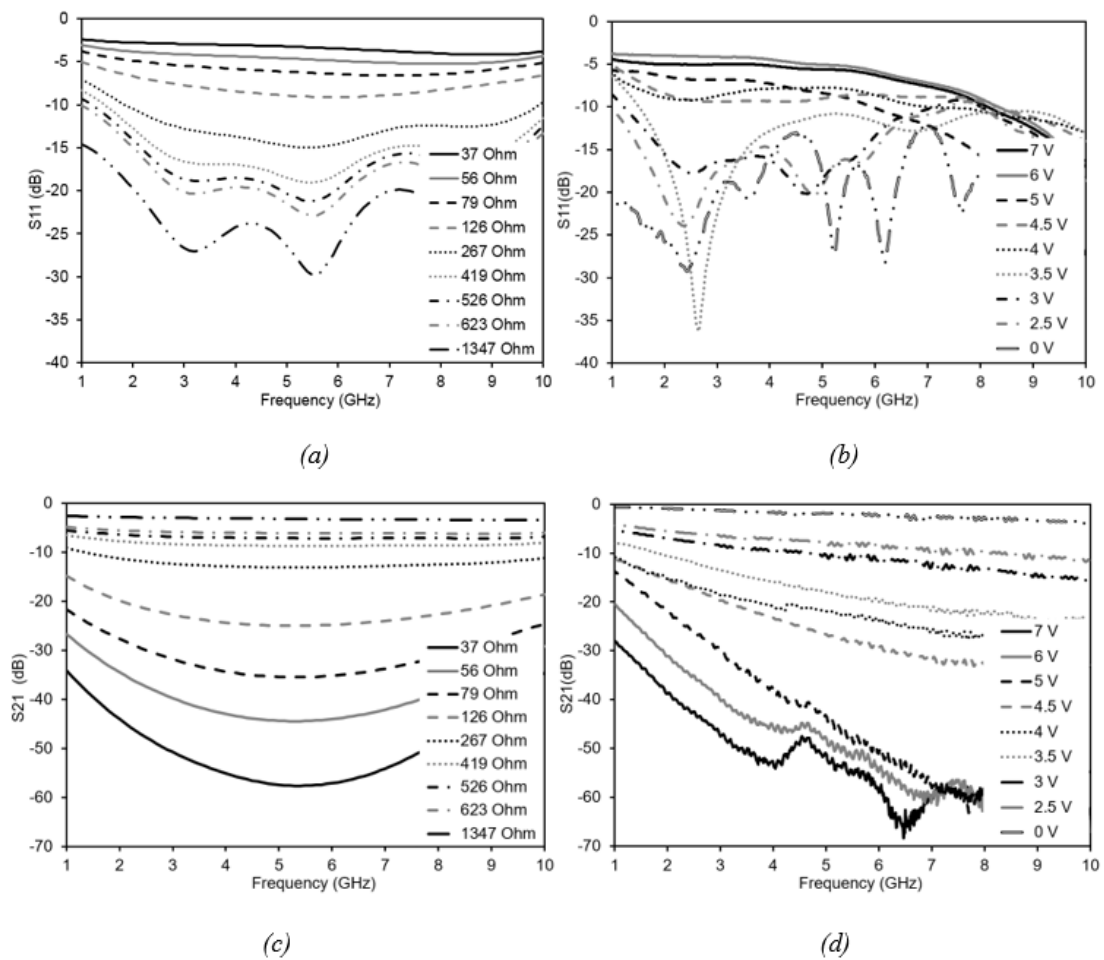 0
-5
-10
-15
-20
-25
-30
-35
-40
S11 (dB)
37 Ohm
56 Ohm
79 Ohm
126 Ohm
267 Ohm
419 Ohm
526 Ohm
623 Ohm
1347 Ohm
1 2 3 4 5 6 7 8 9 10
Frequency (GHz)
(a)
0
-5
-10
-15
-20
-25
-30
-35
-40
S11(dB)
7 V
6 V
5 V
4.5 V
4 V
3.5 V
3 V
2.5 V
0 V
1 2 3 4 5 6 7 8 9 10
Frequency (GHz)
(b)
0
-10
-20
-30
-40
-50
-60
-70
S21 (dB)
37 Ohm
56 Ohm
79 Ohm
126 Ohm
267 Ohm
419 Ohm
526 Ohm
623 Ohm
1347 Ohm
1 2 3 4 5 6 7 8 9 10
Frequency (GHz)
(c)
0
-10
-20
-30
-40
-50
-60
-70
S21(dB)
7 V
6 V
5 V
4.5 V
4 V
3.5 V
3 V
2.5 V
0 V
1 2 3 4 5 6 7 8 9 10
Frequency (GHz)
(d)